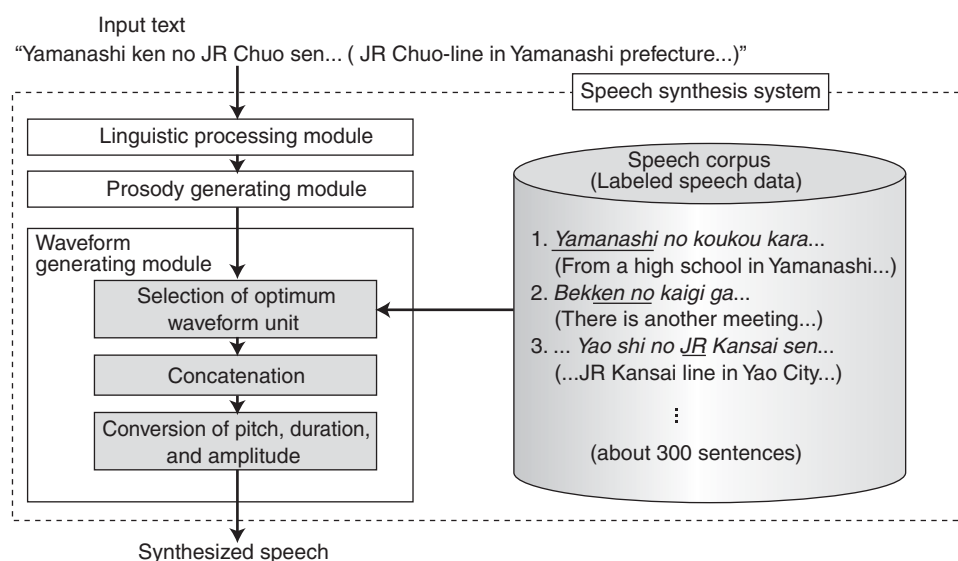 Input text
“Yamanashi ken no JR Chuo sen... ( JR Chuo-line in Yamanashi prefecture...)”
Speech synthesis system
Linguistic processing module
Prosody generating module
Waveform
generating module
Selection of optimum
waveform unit
Concatenation
Conversion of pitch, duration,
and amplitude
Synthesized speech
Speech corpus
(Labeled speech data)
1. Yamanashi no koukou kara...
(From a high school in Yamanashi...)
2. Bekken no kaigi ga...
(There is another meeting...)
3. ... Yao shi no JR Kansai sen...
(...JR Kansai line in Yao City...)
⋮
(about 300 sentences)